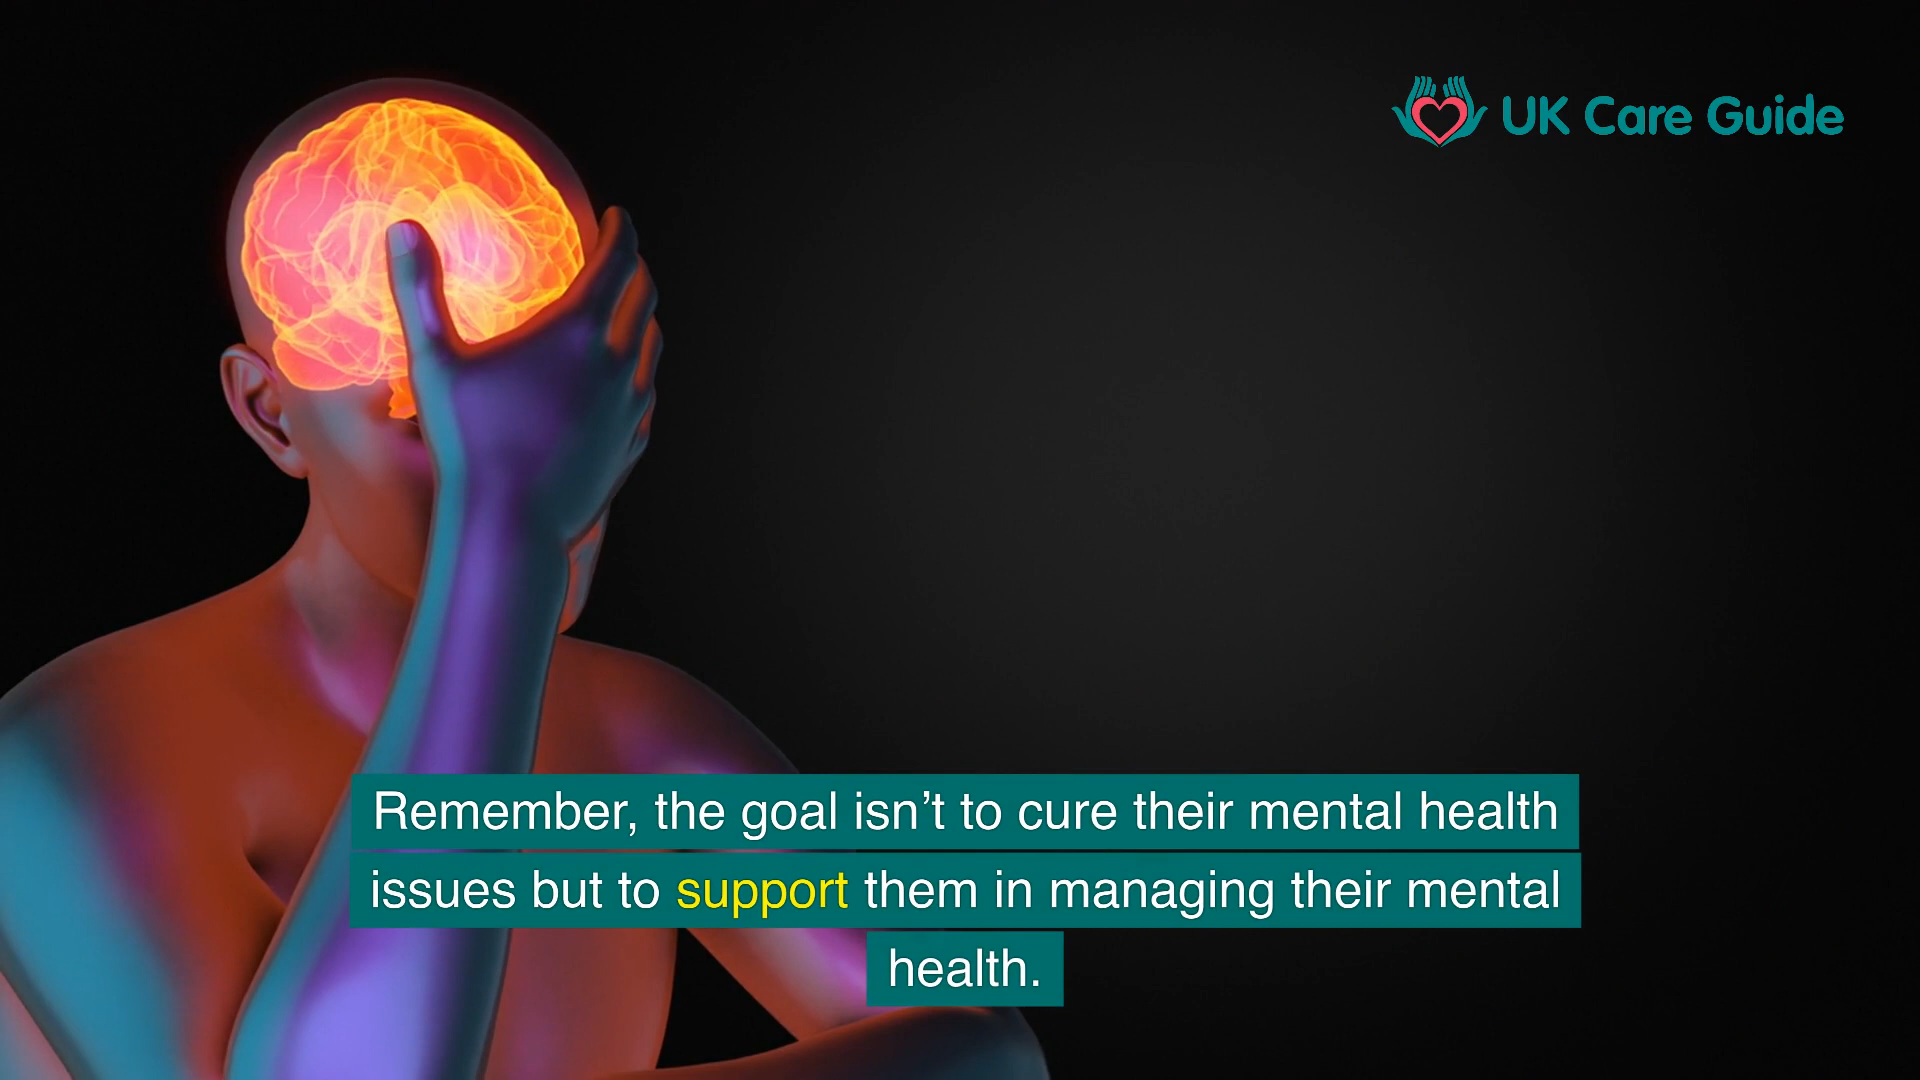 UK Care Guide
Remember, the goal isn’t to cure their mental health
issues but to support them in managing their mental
health.